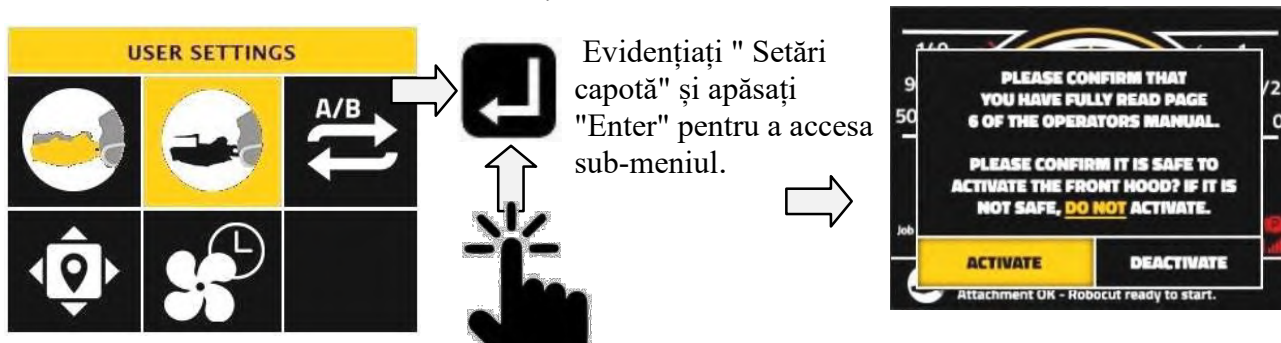 USER SETTINGS
A/B
Evidențiați " Setări
capotă" și apăsați
"Enter" pentru a accesa
sub-meniul.
PLEASE CONFIRM THAT
YOU HAVE FULLY READ PAGE
6 OF THE OPERATORS MANUAL.
PLEASE CONFIRM IT IS SAFE TO
ACTIVATE THE FRONT HOOD? IF IT IS
NOT SAFE, DO NOT ACTIVATE.
Job
ACTIVATE DEACTIVATE
Attachment OK - Robocut ready to start.